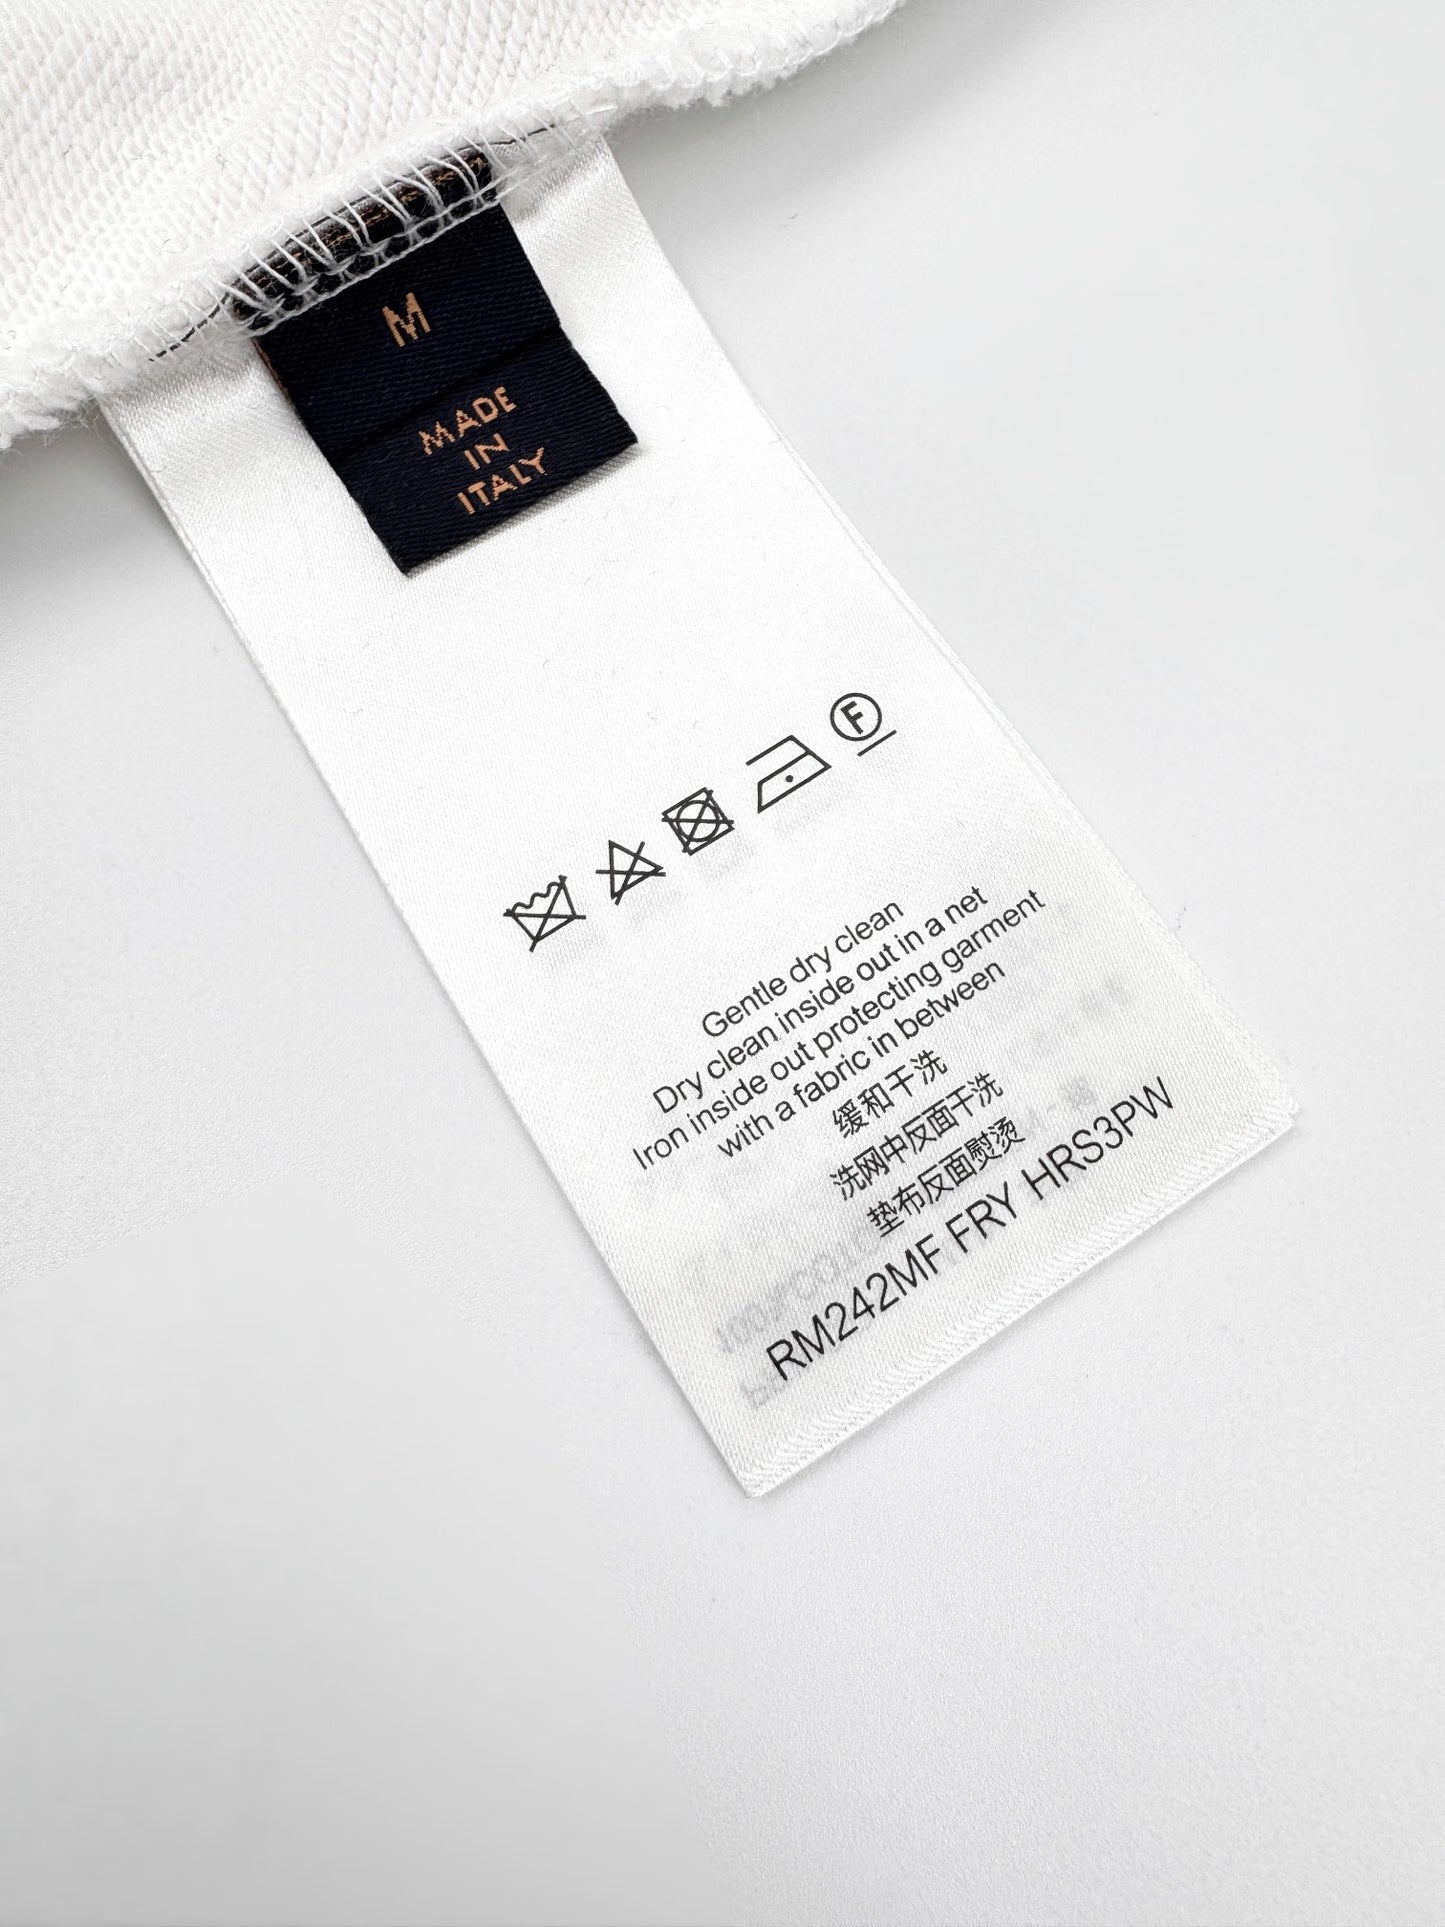 M
MADE
IN
ITALY
F
Gentle dry clean
Dry clean inside out in a net
Iron inside out protecting garment
with a fabric in between
缓和干洗
洗网中反面干洗
垫布反面熨烫
RM242MF FRY HRS3PW